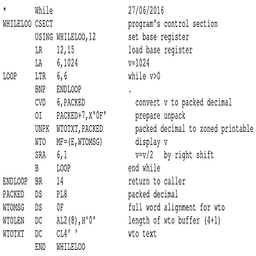 *        While                 27/06/2016
WHILELOO CSECT                 program's control section
         USING WHILELOO,12     set base register
         LR    12,15           load base register
         LA    6,1024          v=1024
LOOP     LTR   6,6             while v>0
         BNP   ENDLOOP         .
         CVD   6,PACKED          convert v to packed decimal
         OI    PACKED+7,X'0F'    prepare unpack
         UNPK  WTOTXT,PACKED     packed decimal to zoned printable
         WTO   MF=(E,WTOMSG)     display v
         SRA   6,1               v=v/2   by right shift
         B     LOOP            end while
ENDLOOP  BR    14              return to caller
PACKED   DS    PL8             packed decimal
WTOMSG   DS    0F              full word alignment for wto
WTOLEN   DC    AL2(8),H'0'     length of wto buffer (4+1)
WTOTXT   DC    CL4' '          wto text
         END   WHILELOO